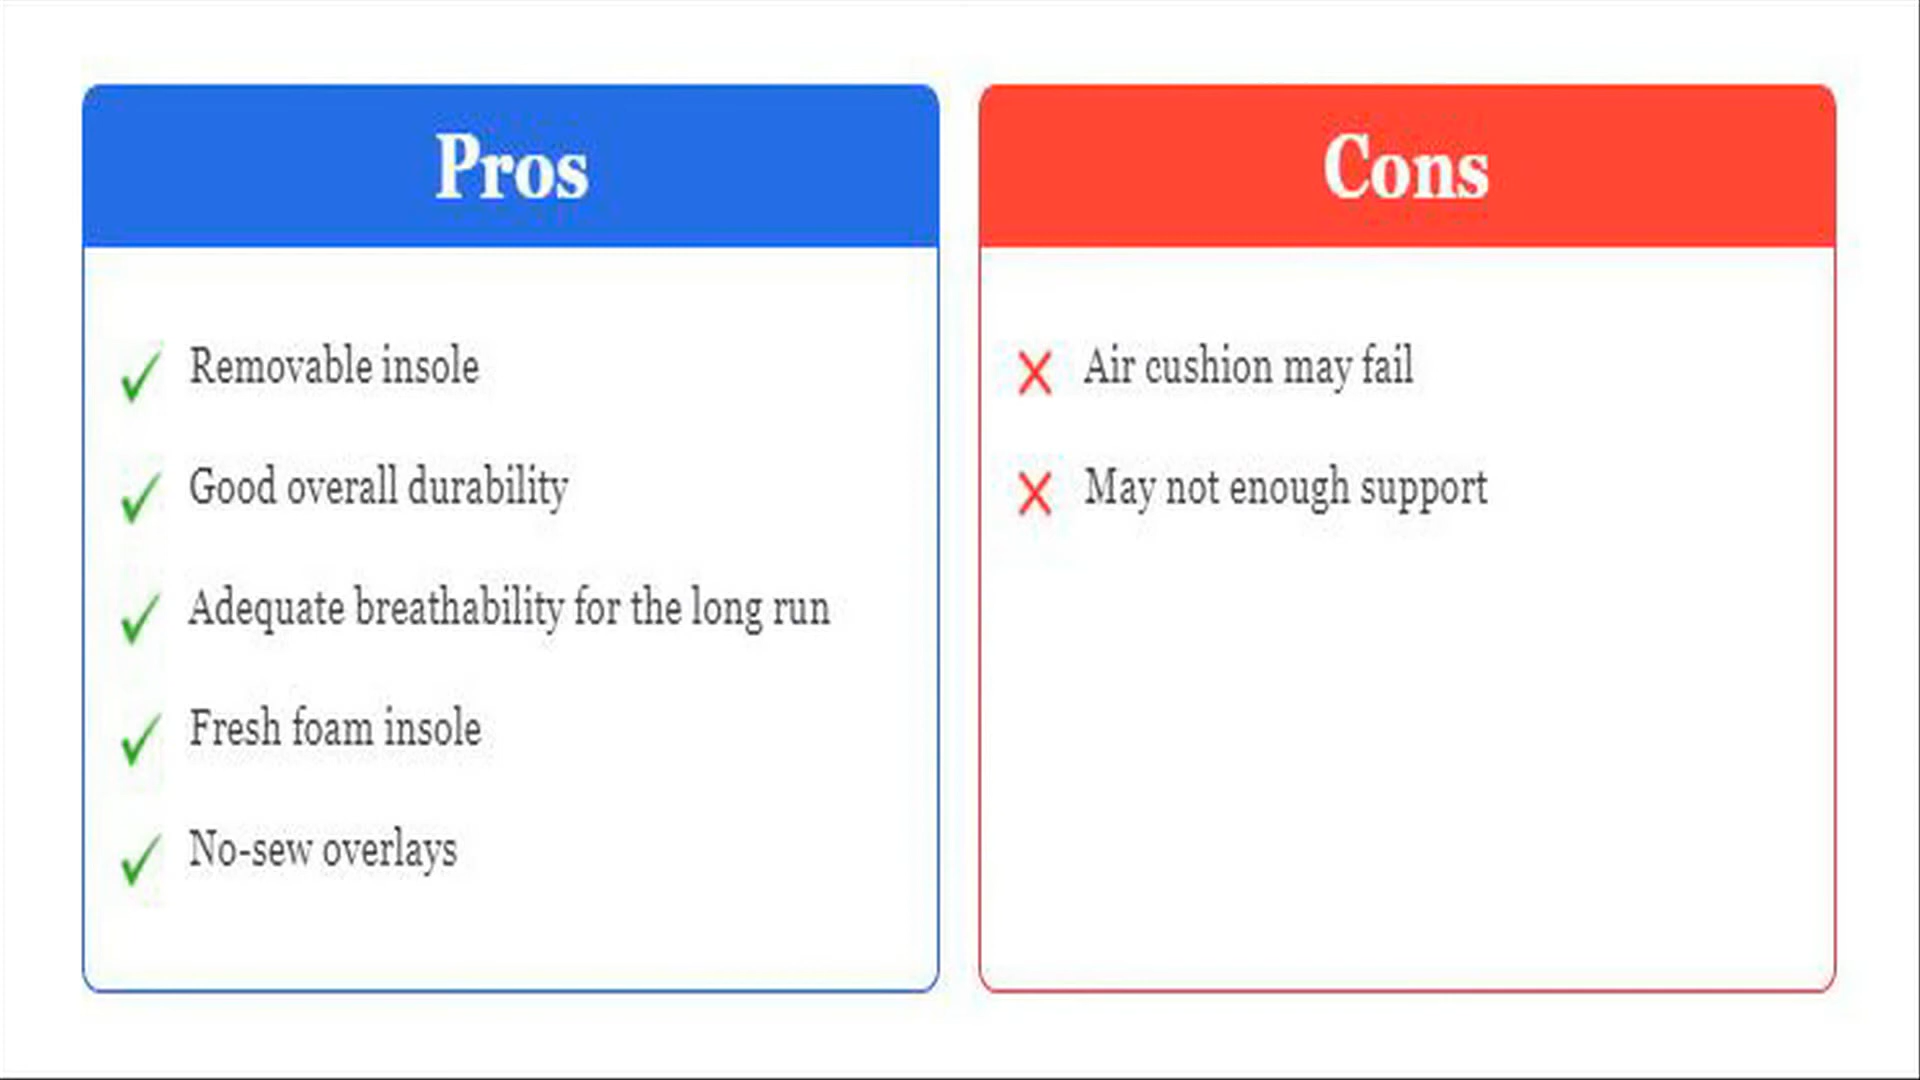 Pros
Removable insole
Good overall durability
Adequate breathability for the long run
Fresh foam insole
No-sew overlays
Cons
Air cushion may fail
May not enough support